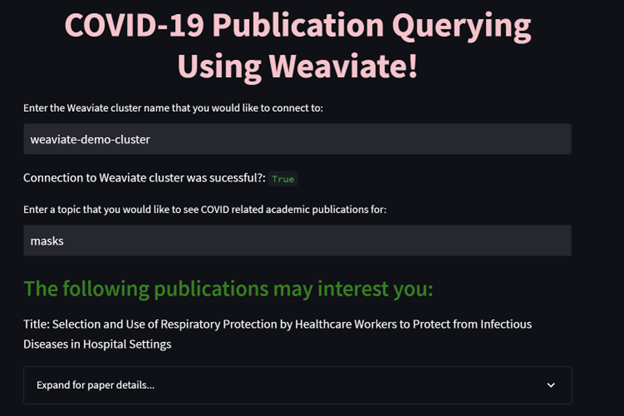 COVID-19 Publication Querying
Using Weaviate!
Enter the Weaviate cluster name that you would like to connect to:
weaviate-demo-cluster
Connection to Weaviate cluster was sucessful?: True
Enter a topic that you would like to see COVID related academic publications for:
masks
The following publications may interest you:
Title: Selection and Use of Respiratory Protection by Healthcare Workers to Protect from Infectious
Diseases in Hospital Settings
Expand for paper details...